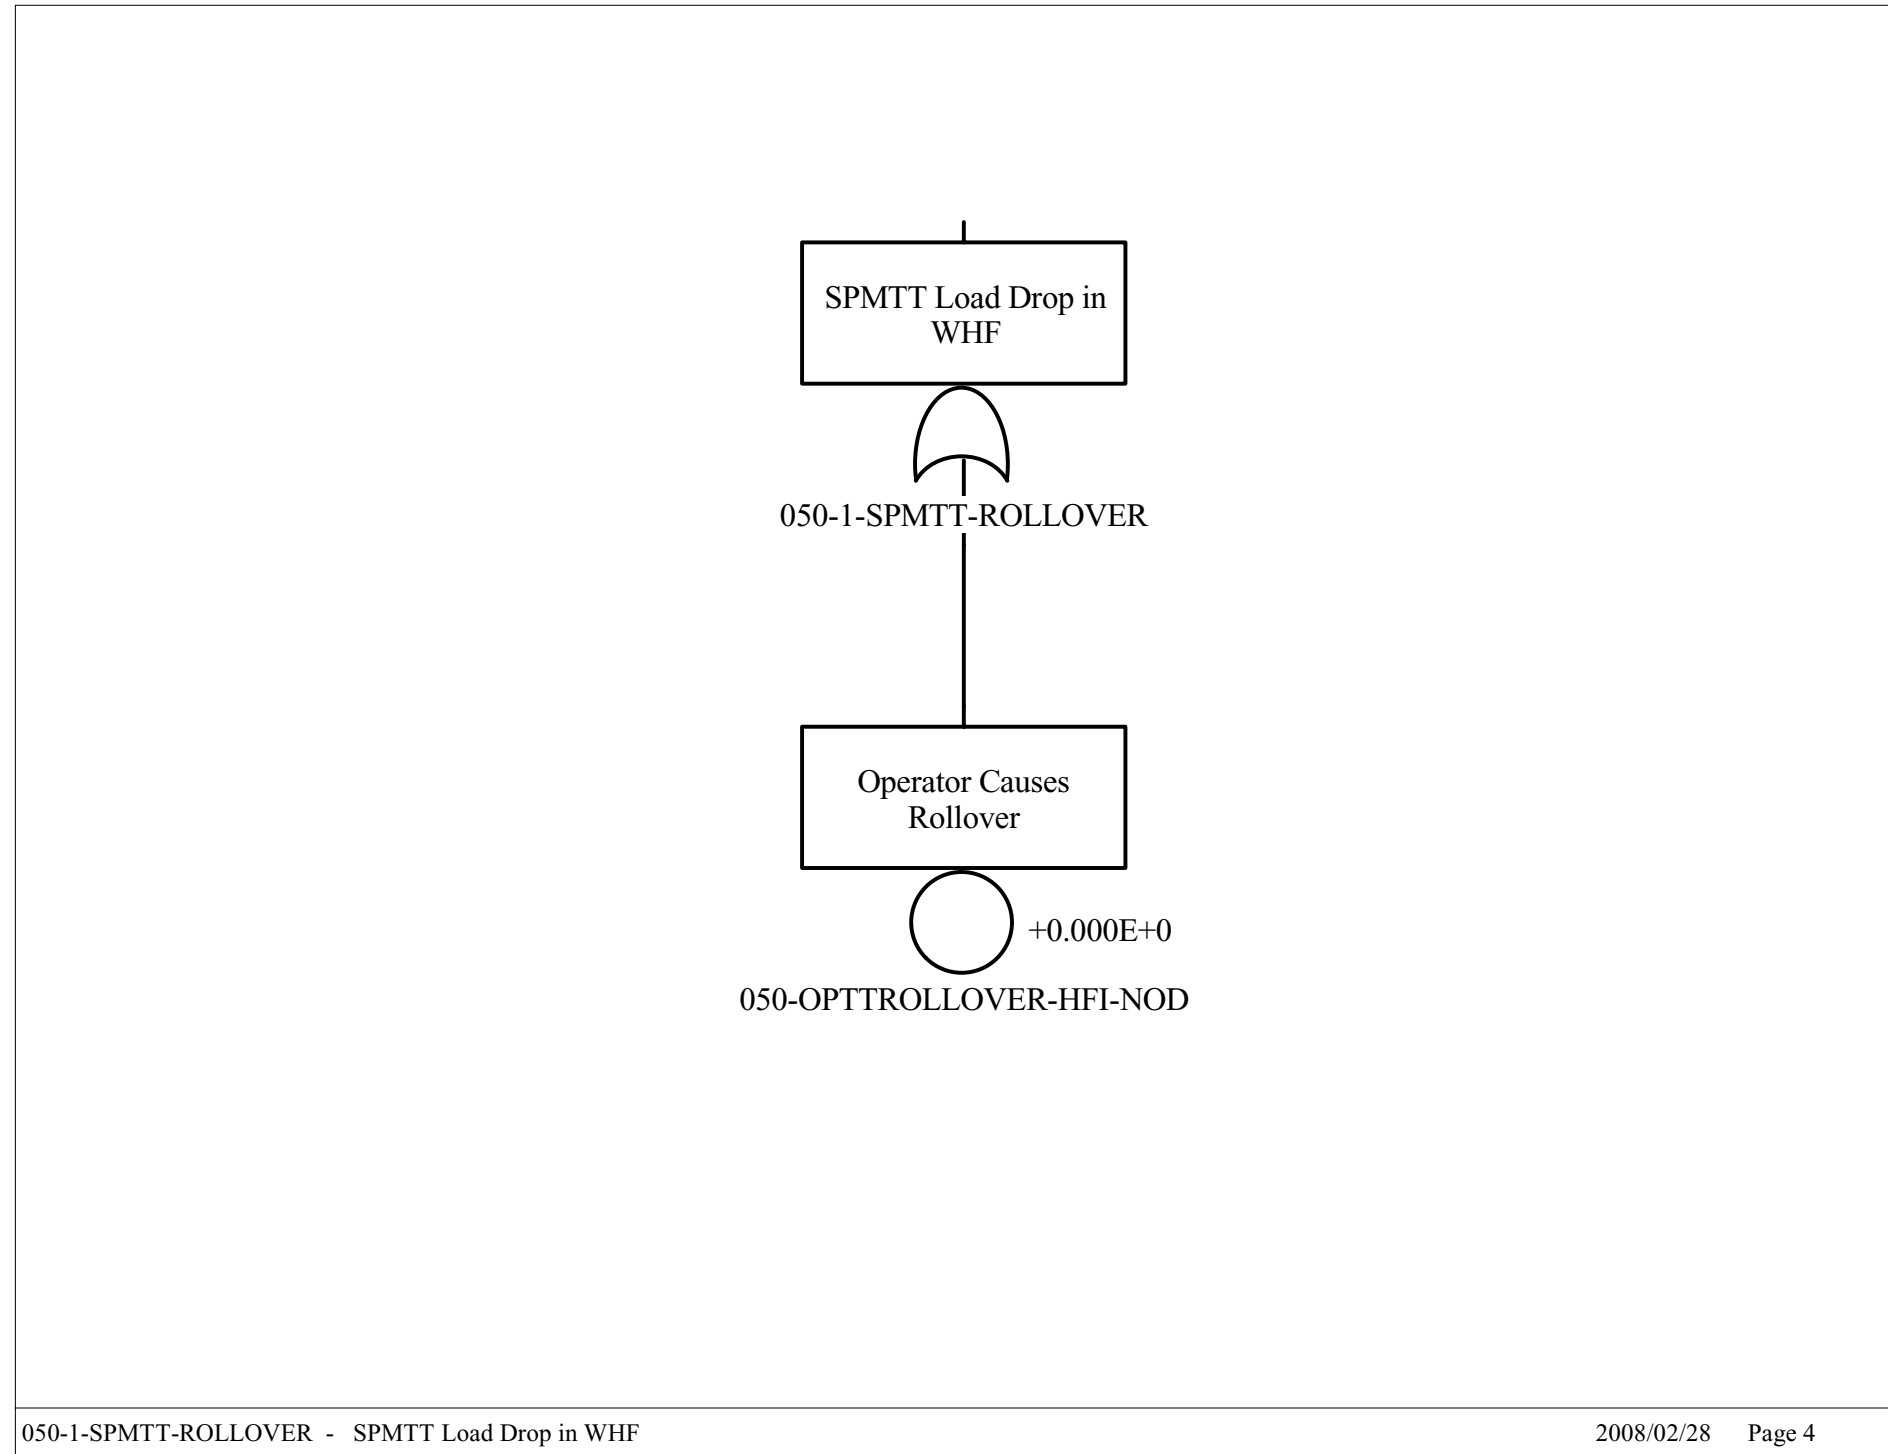 SPMTT Load Drop in
WHF
050-1-SPMTT-ROLLOVER
Operator Causes
Rollover
+0.000E+0
050-OPTTROLLOVER-HFI-NOD
050-1-SPMTT-ROLLOVER - SPMTT Load Drop in WHF 2008/02/28 Page 4